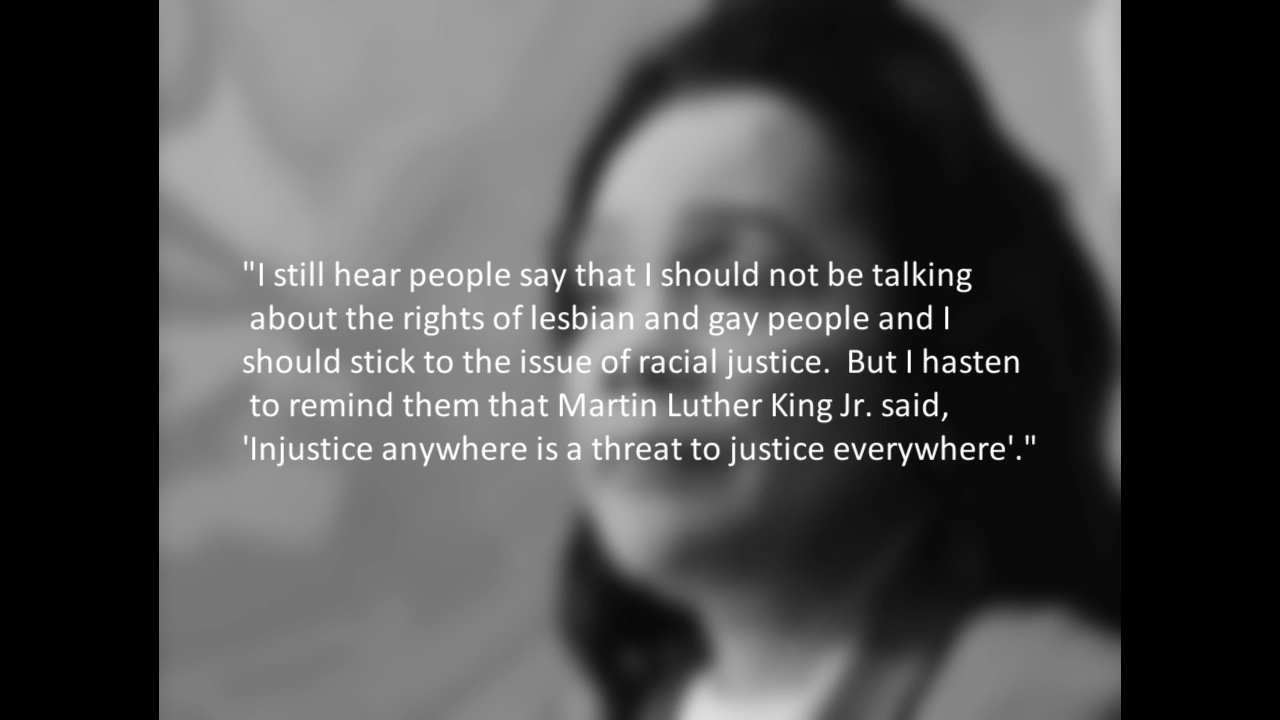 "I still hear people say that I should not be talking
about the rights of lesbian and gay people and I
should stick to the issue of racial justice.  But I hasten
to remind them that Martin Luther King Jr. said,
'Injustice anywhere is a threat to justice everywhere'."